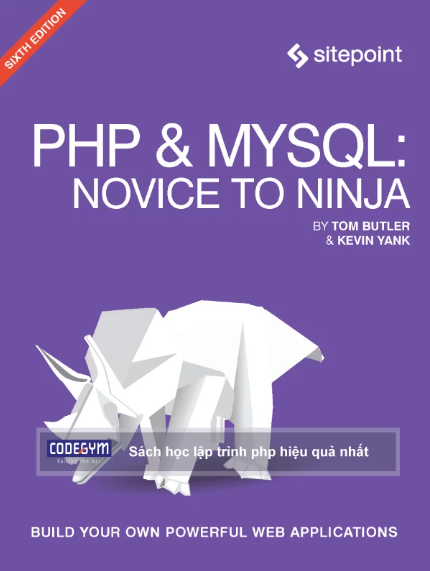 SIXTH EDITION
sitepoint
PHP & MYSQL:
NOVICE TO NINJA
BY TOM BUTLER
& KEVIN YANK
CODEGYM
Sách học lập trình php hiệu quả nhất
BUILD YOUR OWN POWERFUL WEB APPLICATIONS